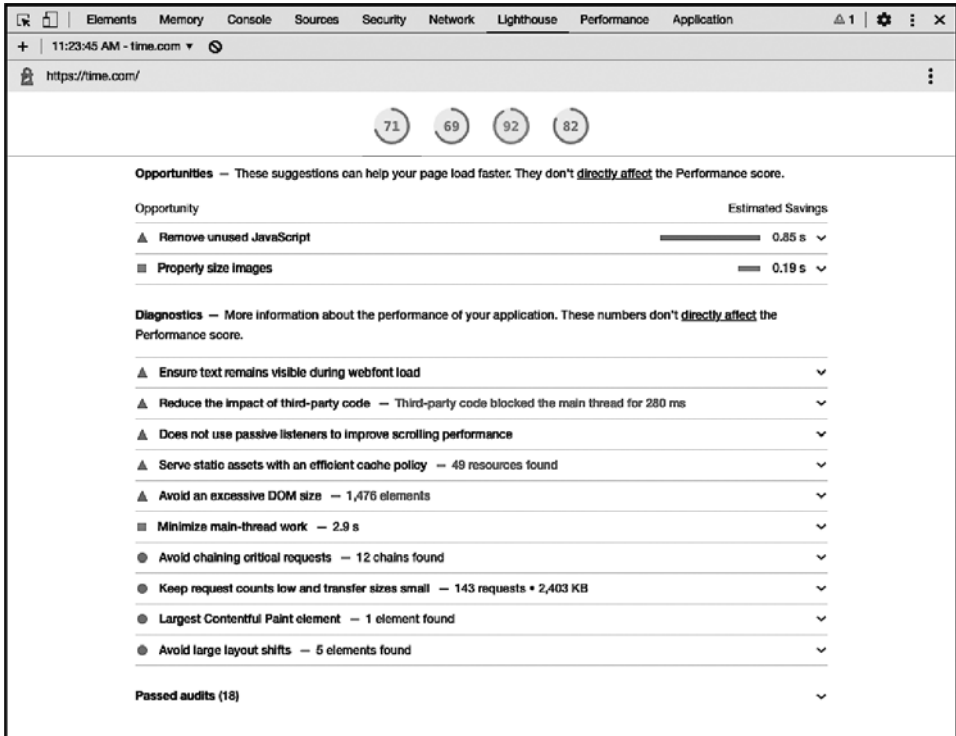 Elements Memory Console Sources Security Network Lighthouse Performance Application 1
11:23:45 AM - time.com
https://time.com/
71 69 92 82
Opportunities — These suggestions can help your page load faster. They don't directly affect the Performance score.
Opportunity Estimated Savings
Remove unused JavaScript 0.85 s
Properly size images 0.19 s
Diagnostics — More information about the performance of your application. These numbers don't directly affect the
Performance score.
Ensure text remains visible during webfont load
Reduce the impact of third-party code — Third-party code blocked the main thread for 280 ms
Does not use passive listeners to improve scrolling performance
Serve static assets with an efficient cache policy — 49 resources found
Avoid an excessive DOM size — 1,476 elements
Minimize main-thread work — 2.9 s
Avoid chaining critical requests — 12 chains found
Keep request counts low and transfer sizes small — 143 requests • 2,403 KB
Largest Contentful Paint element — 1 element found
Avoid large layout shifts — 5 elements found
Passed audits (18)